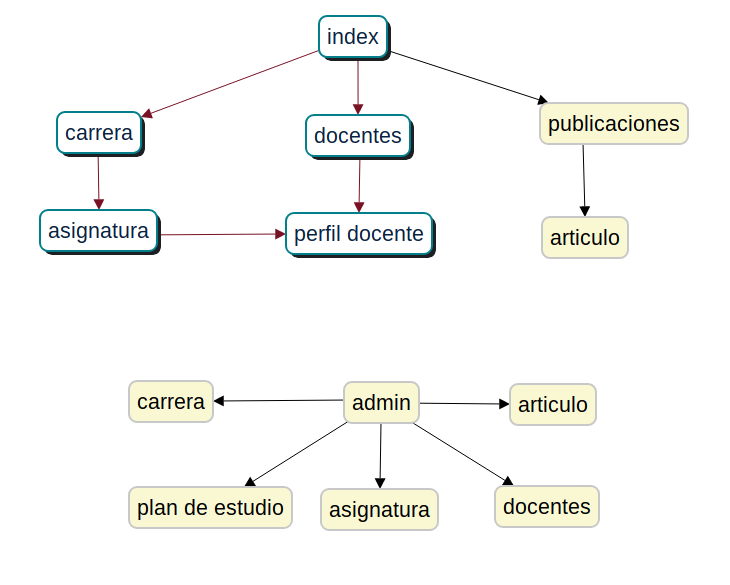 index
carrera
docentes
publicaciones
asignatura
perfil docente
articulo
carrera
admin
articulo
plan de estudio
asignatura
docentes